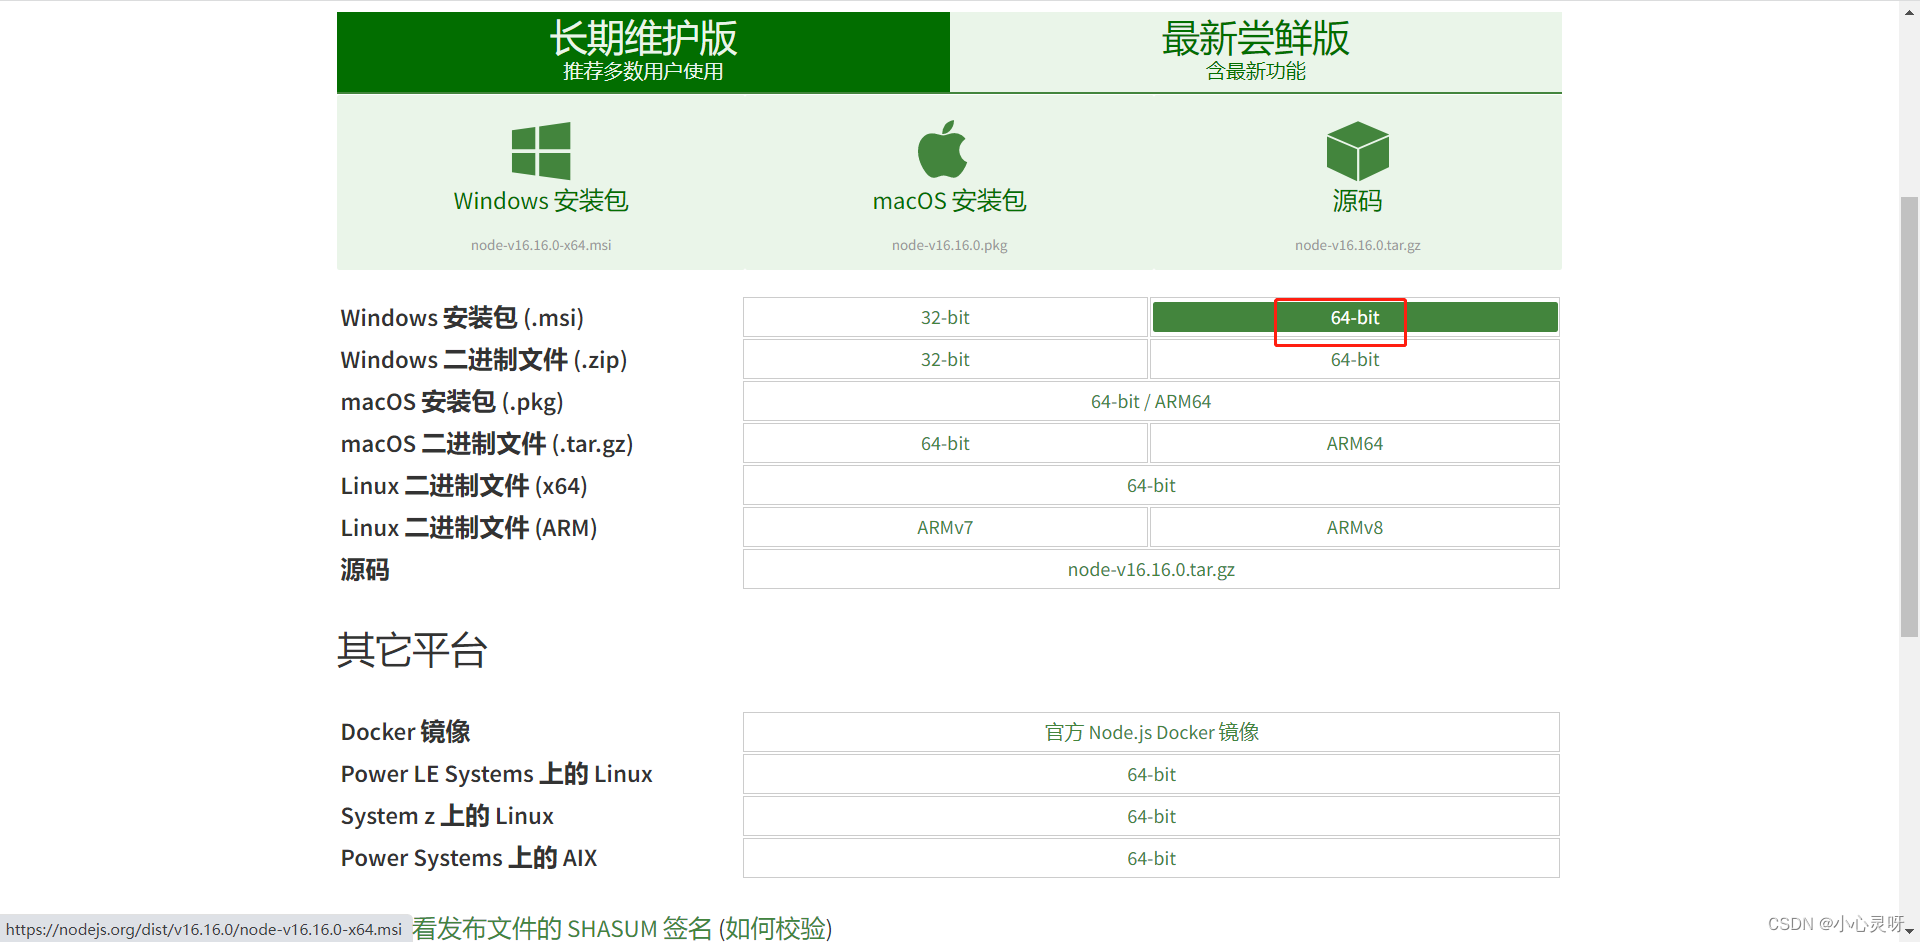 长期维护版
推荐多数用户使用
最新尝鲜版
含最新功能
Windows 安装包
node-v16.16.0-x64.msi
macOS 安装包
node-v16.16.0.pkg
源码
node-v16.16.0.tar.gz
Windows 安装包 (.msi) 32-bit 64-bit
Windows 二进制文件 (.zip) 32-bit 64-bit
macOS 安装包 (.pkg) 64-bit / ARM64
macOS 二进制文件 (.tar.gz) 64-bit ARM64
Linux 二进制文件 (x64) 64-bit
Linux 二进制文件 (ARM) ARMv7 ARMv8
源码 node-v16.16.0.tar.gz
其它平台
Docker 镜像 官方 Node.js Docker 镜像
Power LE Systems 上的 Linux 64-bit
System z 上的 Linux 64-bit
Power Systems 上的 AIX 64-bit
看发布文件的 SHASUM 签名 (如何校验)
https://nodejs.org/dist/v16.16.0/node-v16.16.0-x64.msi
CSDN @小心灵呀